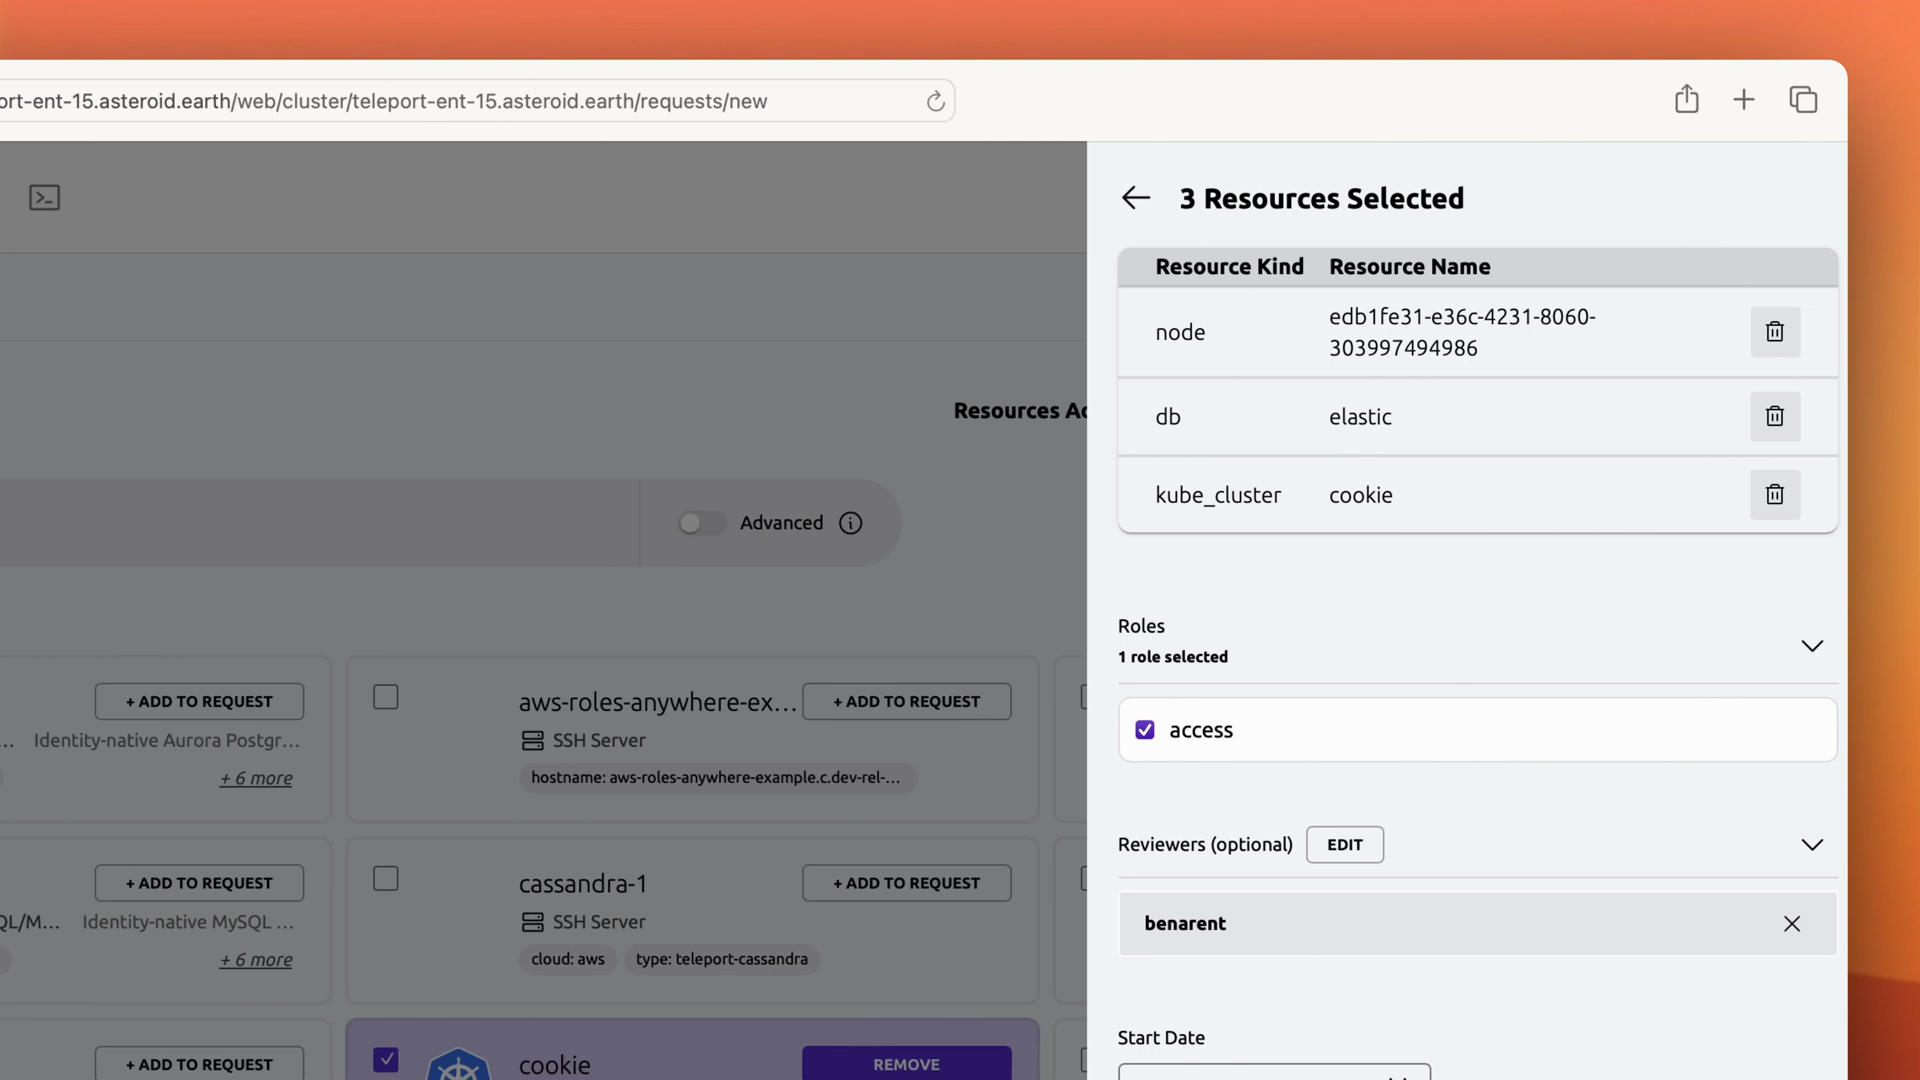 ort-ent-15.asteroid.earth/web/cluster/teleport-ent-15.asteroid.earth/requests/new
3 Resources Selected
Resource Kind Resource Name
node edb1fe31-e36c-4231-8060-
303997494986
db elastic
kube_cluster cookie
Roles
1 role selected
access
Reviewers (optional) EDIT
benarent
Start Date
Resources Ac
Advanced
+ ADD TO REQUEST
... Identity-native Aurora Postgr...
+ 6 more
aws-roles-anywhere-ex... + ADD TO REQUEST
SSH Server
hostname: aws-roles-anywhere-example.c.dev-rel-...
+ ADD TO REQUEST
QL/M... Identity-native MySQL ...
+ 6 more
cassandra-1 + ADD TO REQUEST
SSH Server
cloud: aws type: teleport-cassandra
+ ADD TO REQUEST
cookie REMOVE